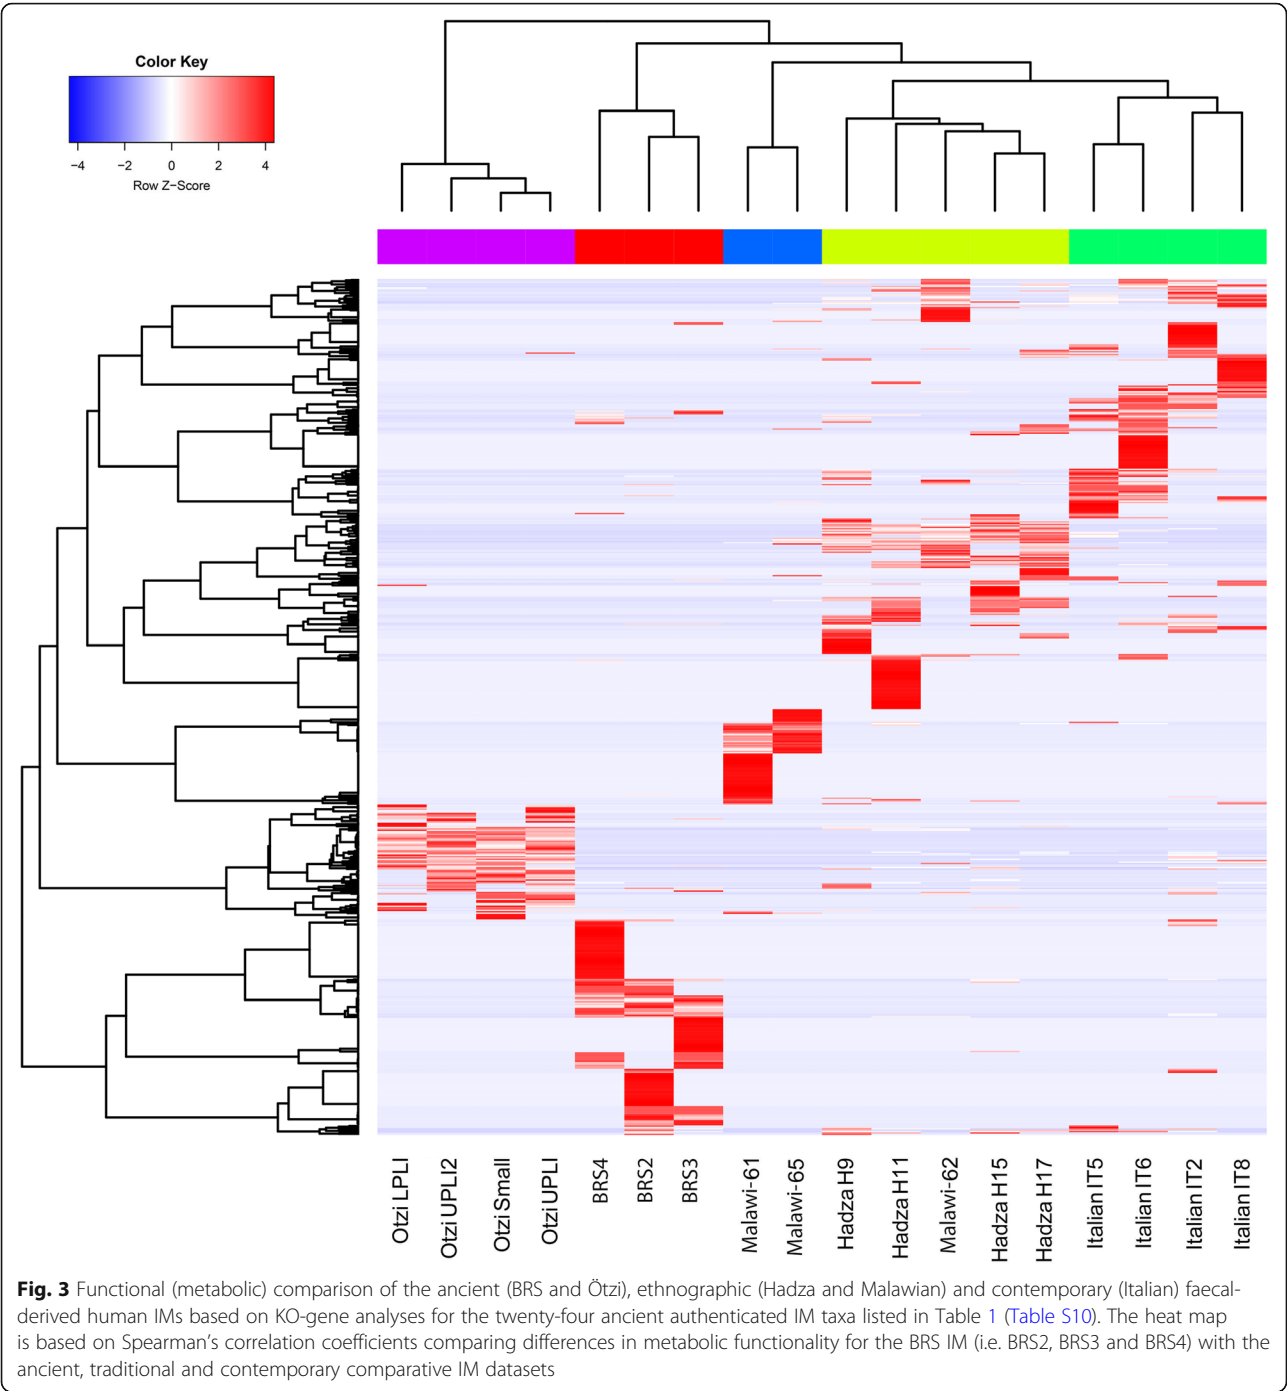 Color Key
−4 −2 0 2 4
Row Z−Score
Otzi LPLI
Otzi UPLI2
Otzi Small
Otzi UPLI
BRS4
BRS2
BRS3
Malawi-61
Malawi-65
Hadza H9
Hadza H11
Malawi-62
Hadza H15
Hadza H17
Italian IT5
Italian IT6
Italian IT2
Italian IT8
Fig. 3 Functional (metabolic) comparison of the ancient (BRS and Ötzi), ethnographic (Hadza and Malawian) and contemporary (Italian) faecal-
derived human IMs based on KO-gene analyses for the twenty-four ancient authenticated IM taxa listed in Table 1 (Table S10). The heat map
is based on Spearman's correlation coefficients comparing differences in metabolic functionality for the BRS IM (i.e. BRS2, BRS3 and BRS4) with the
ancient, traditional and contemporary comparative IM datasets